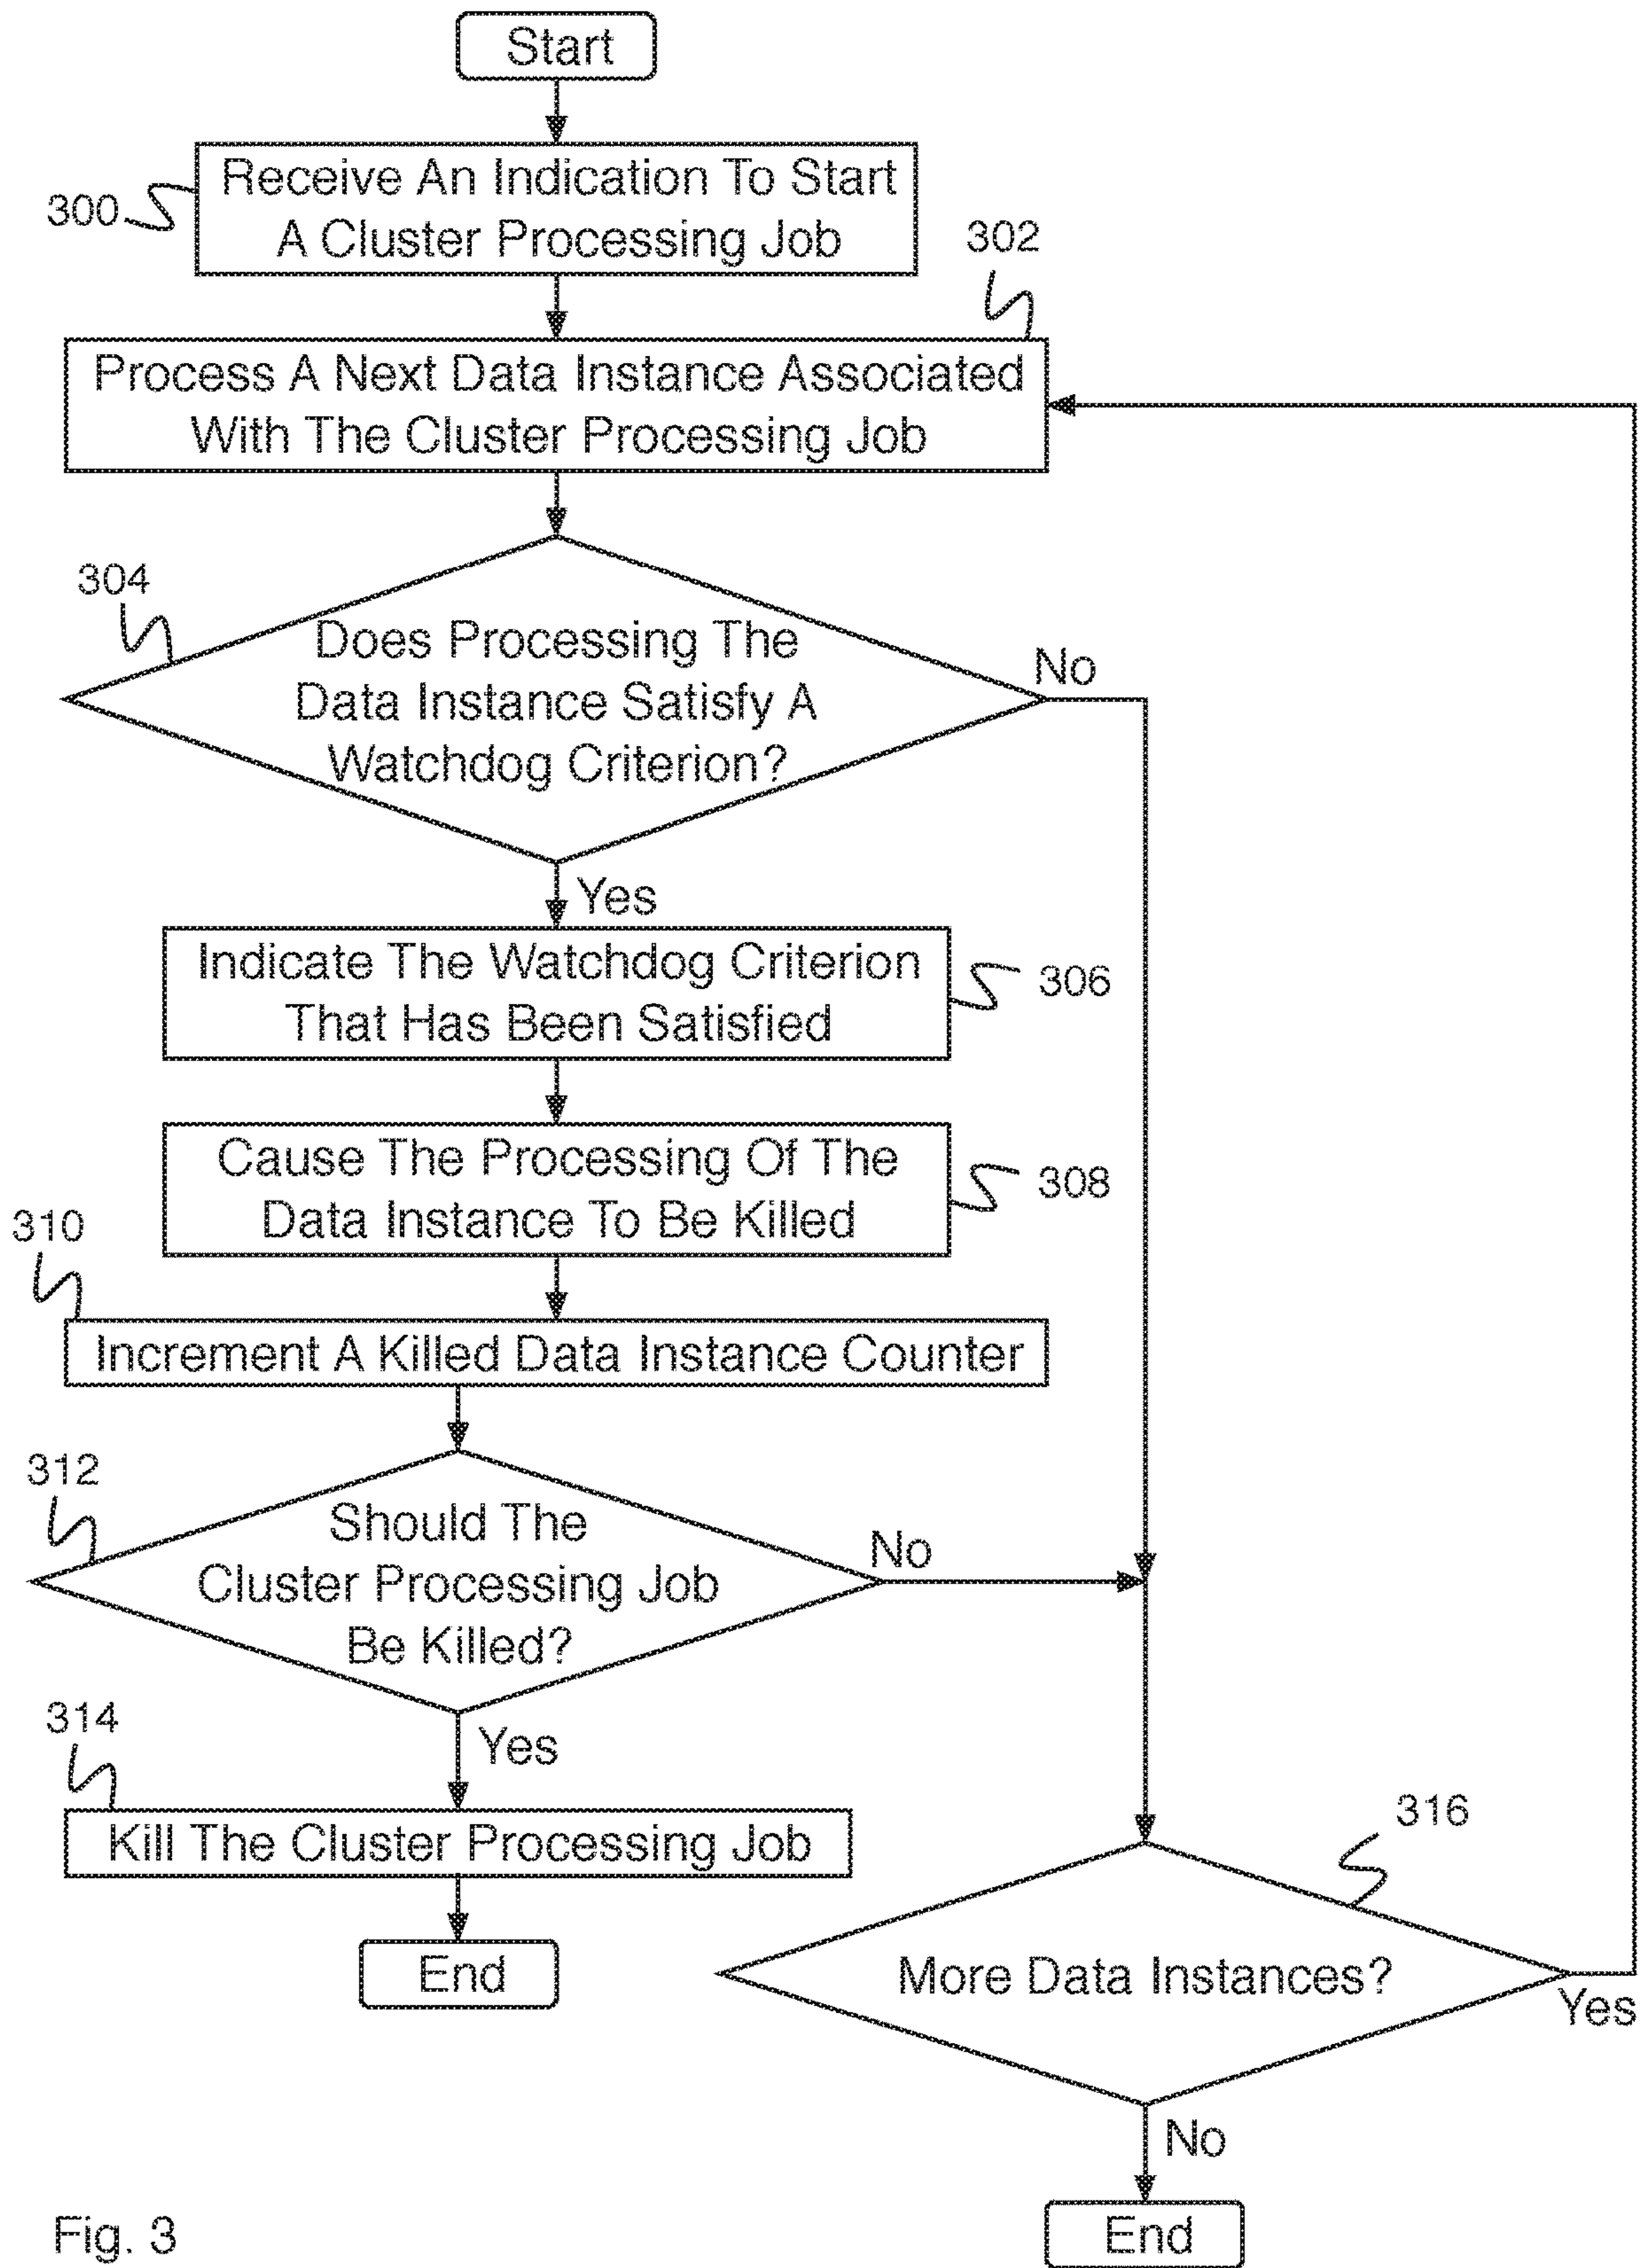 Start
300
Receive An Indication To Start
A Cluster Processing Job
302
Process A Next Data Instance Associated
With The Cluster Processing Job
304
Does Processing The
Data Instance Satisfy A
Watchdog Criterion?
No
Yes
Indicate The Watchdog Criterion
That Has Been Satisfied
306
Cause The Processing Of The
Data Instance To Be Killed
308
310
Increment A Killed Data Instance Counter
312
Should The
Cluster Processing Job
Be Killed?
No
Yes
314
Kill The Cluster Processing Job
End
316
More Data Instances?
Yes
No
End
Fig. 3